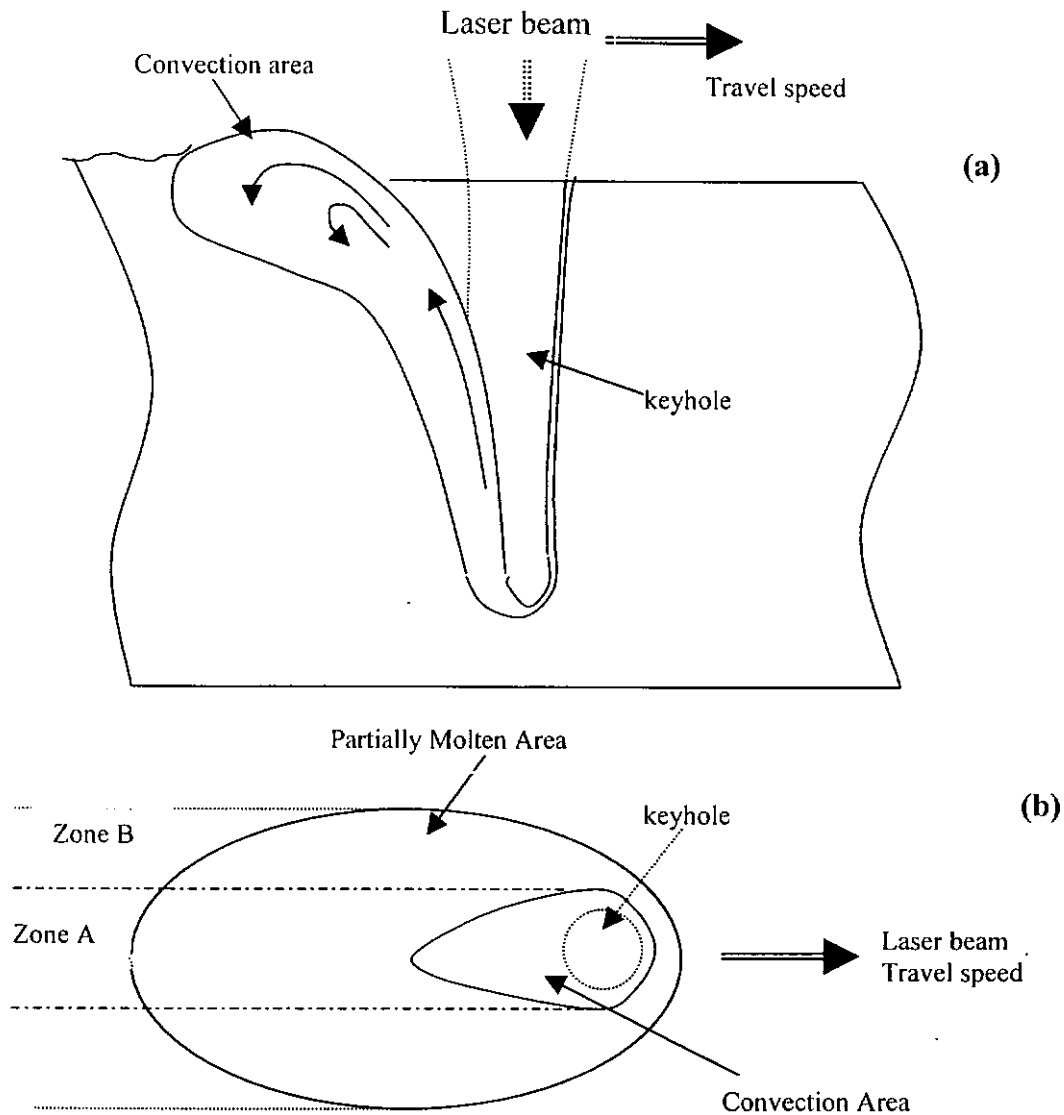 Laser beam
Convection area
Travel speed
(a)
keyhole
Partially Molten Area
(b)
keyhole
Zone B
Zone A
Laser beam
Travel speed
Convection Area